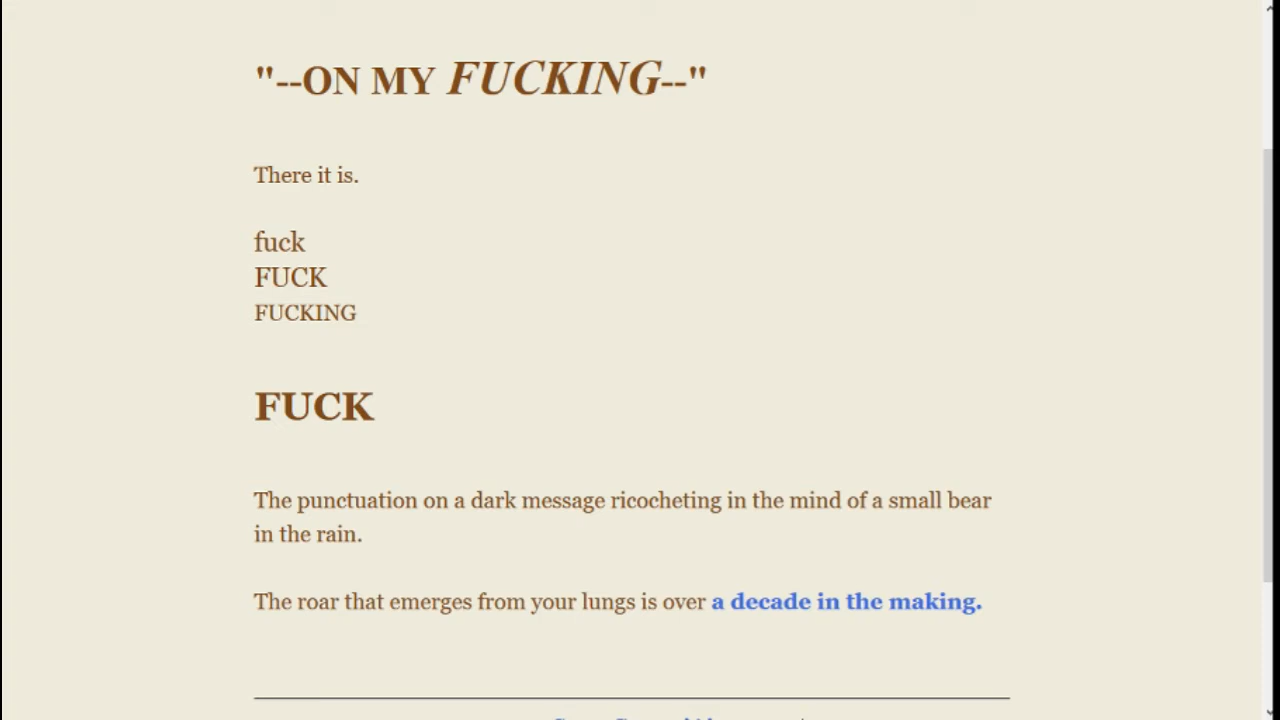 "--ON MY FUCKING--"
There it is.
fuck
FUCK
FUCKING
FUCK
The punctuation on a dark message ricocheting in the mind of a small bear
in the rain.
The roar that emerges from your lungs is over a decade in the making.